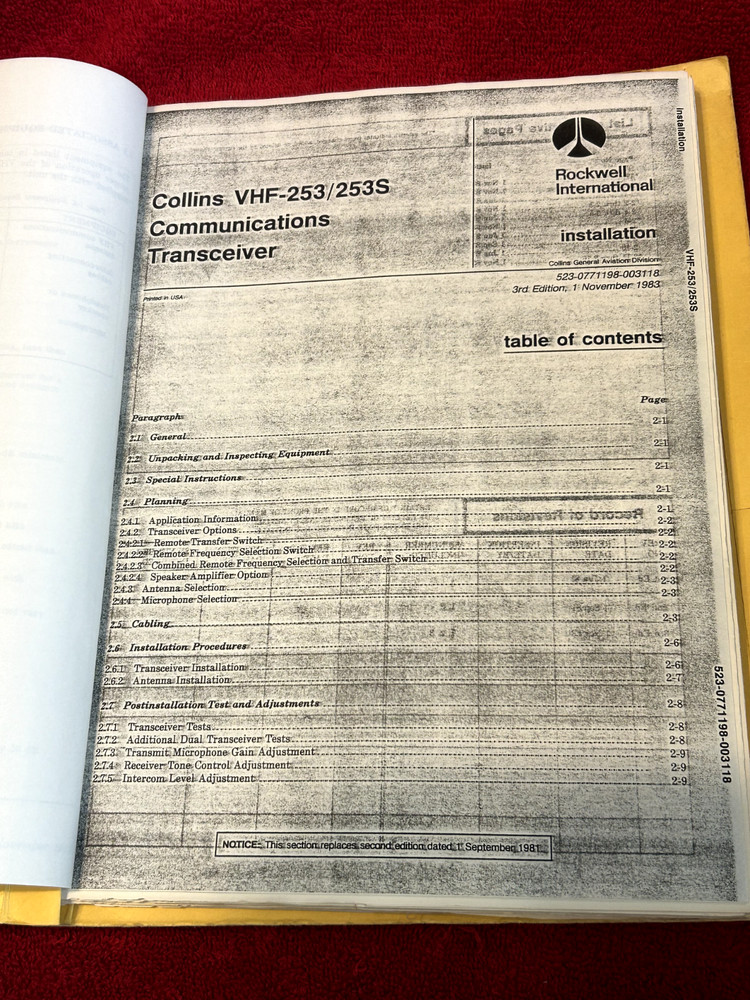 Collins VHF-253/253S
Communications
Transceiver
Rockwell
International
installation
Collins General Aviation Division
523-0771198-003118
3rd Edition, 1 November 1983
Printed in USA
table of contents
Paragraph Page
2.1 General 2-1
2.2 Unpacking and Inspecting Equipment 2-1
2.3 Special Instructions 2-1
2.4 Planning 2-1
2.4.1 Application Information 2-1
2.4.2 Transceiver Options 2-2
2.4.2.1 Remote Transfer Switch 2-2
2.4.2.2 Remote Frequency Selection Switch 2-2
2.4.2.3 Combined Remote Frequency Selection and Transfer Switch 2-2
2.4.2.4 Speaker Amplifier Option 2-2
2.4.3 Antenna Selection 2-3
2.4.4 Microphone Selection 2-3
2.5 Cabling 2-3
2.6 Installation Procedures 2-6
2.6.1 Transceiver Installation 2-6
2.6.2 Antenna Installation 2-7
2.7 Postinstallation Test and Adjustments 2-8
2.7.1 Transceiver Tests 2-8
2.7.2 Additional Dual Transceiver Tests 2-8
2.7.3 Transmit Microphone Gain Adjustment 2-9
2.7.4 Receiver Tone Control Adjustment 2-9
2.7.5 Intercom Level Adjustment 2-9
NOTICE: This section replaces second edition dated 1 September 1981.
installation
VHF-253/253S
523-0771198-003118
Record of Revisions